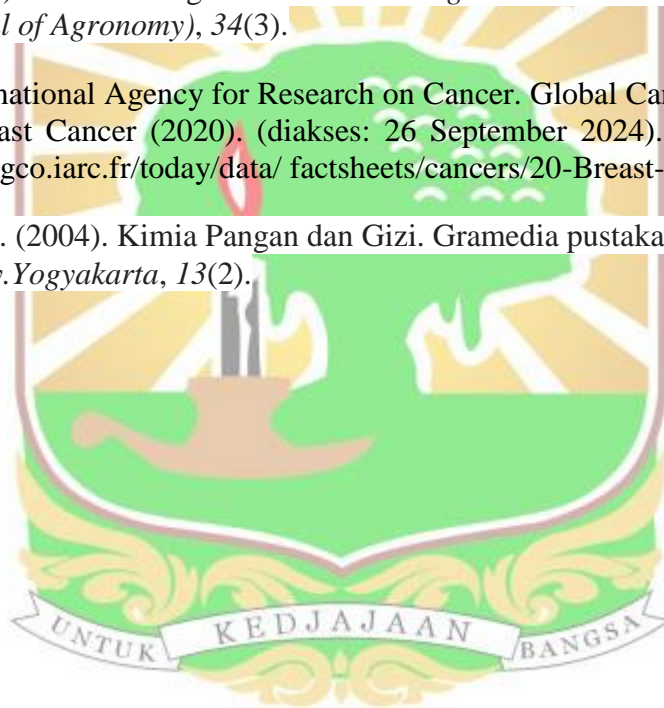 l of Agronomy), 34(3).
national Agency for Research on Cancer. Global Can
ast Cancer (2020). (diakses: 26 September 2024).
gco.iarc.fr/today/data/ factsheets/cancers/20-Breast-
. (2004). Kimia Pangan dan Gizi. Gramedia pustaka
.Yogyakarta, 13(2).
UNTUK KEDJAJAAN BANGSA